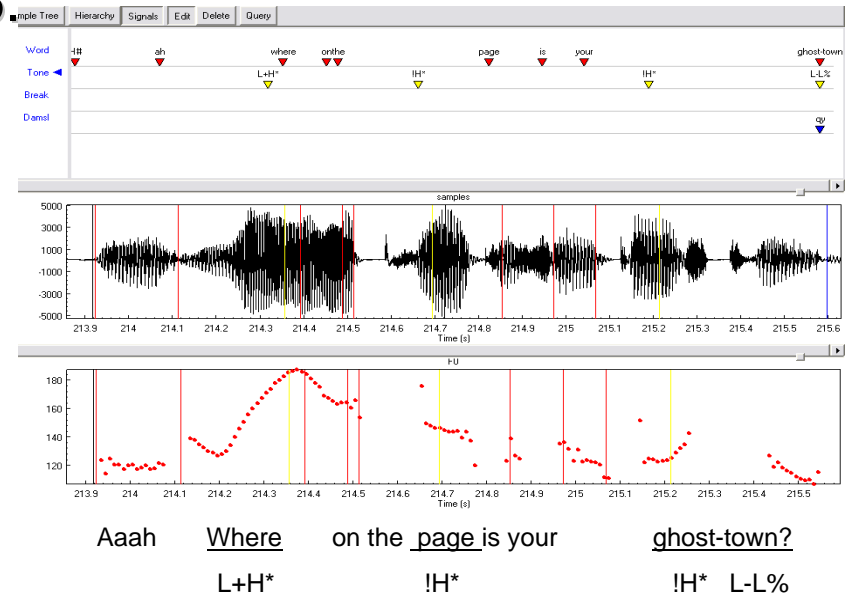 mple Tree Hierarchy Signals Edit Delete Query
Word H# ah where on the page is your ghost-town
Tone L+H* !H* !H* L-L%
Break
Damsl qy
samples
5000
3000
1000
-1000
-3000
-5000
213.9 214 214.1 214.2 214.3 214.4 214.5 214.6 214.7 214.8 214.9 215 215.1 215.2 215.3 215.4 215.5 215.6
Time (s)
F0
180
160
140
120
213.9 214 214.1 214.2 214.3 214.4 214.5 214.6 214.7 214.8 214.9 215 215.1 215.2 215.3 215.4 215.5
Time (s)
Aaah Where on the page is your ghost-town?
L+H* !H* !H* L-L%